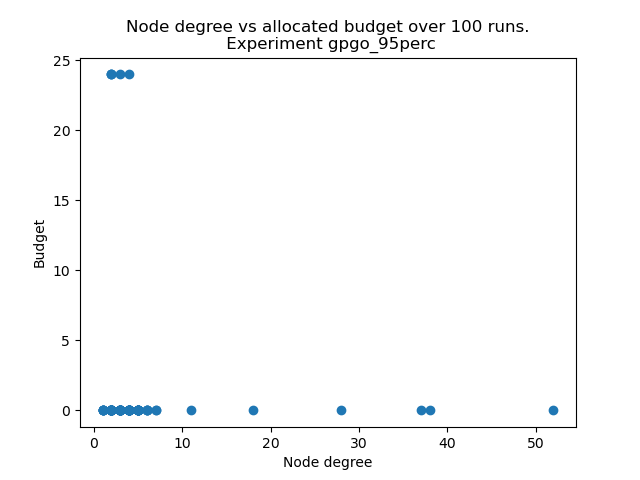 Node degree vs allocated budget over 100 runs.
Experiment gpgo_95perc
25
20
15
10
5
0
Budget
0 10 20 30 40 50
Node degree